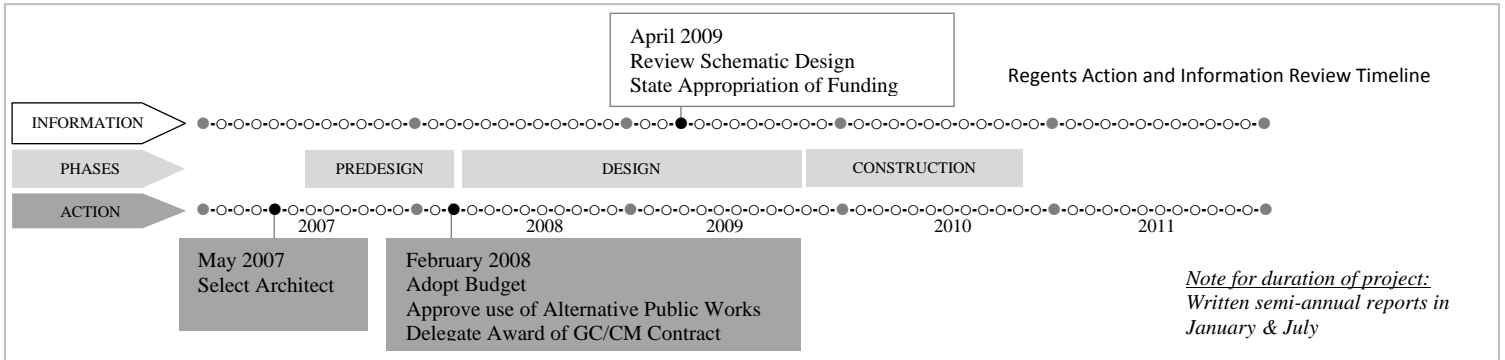 April 2009
Review Schematic Design
State Appropriation of Funding
Regents Action and Information Review Timeline
INFORMATION
PHASES
PREDESIGN
DESIGN
CONSTRUCTION
ACTION
2007
2008
2009
2010
2011
May 2007
Select Architect
February 2008
Adopt Budget
Approve use of Alternative Public Works
Delegate Award of GC/CM Contract
Note for duration of project:
Written semi-annual reports in
January & July